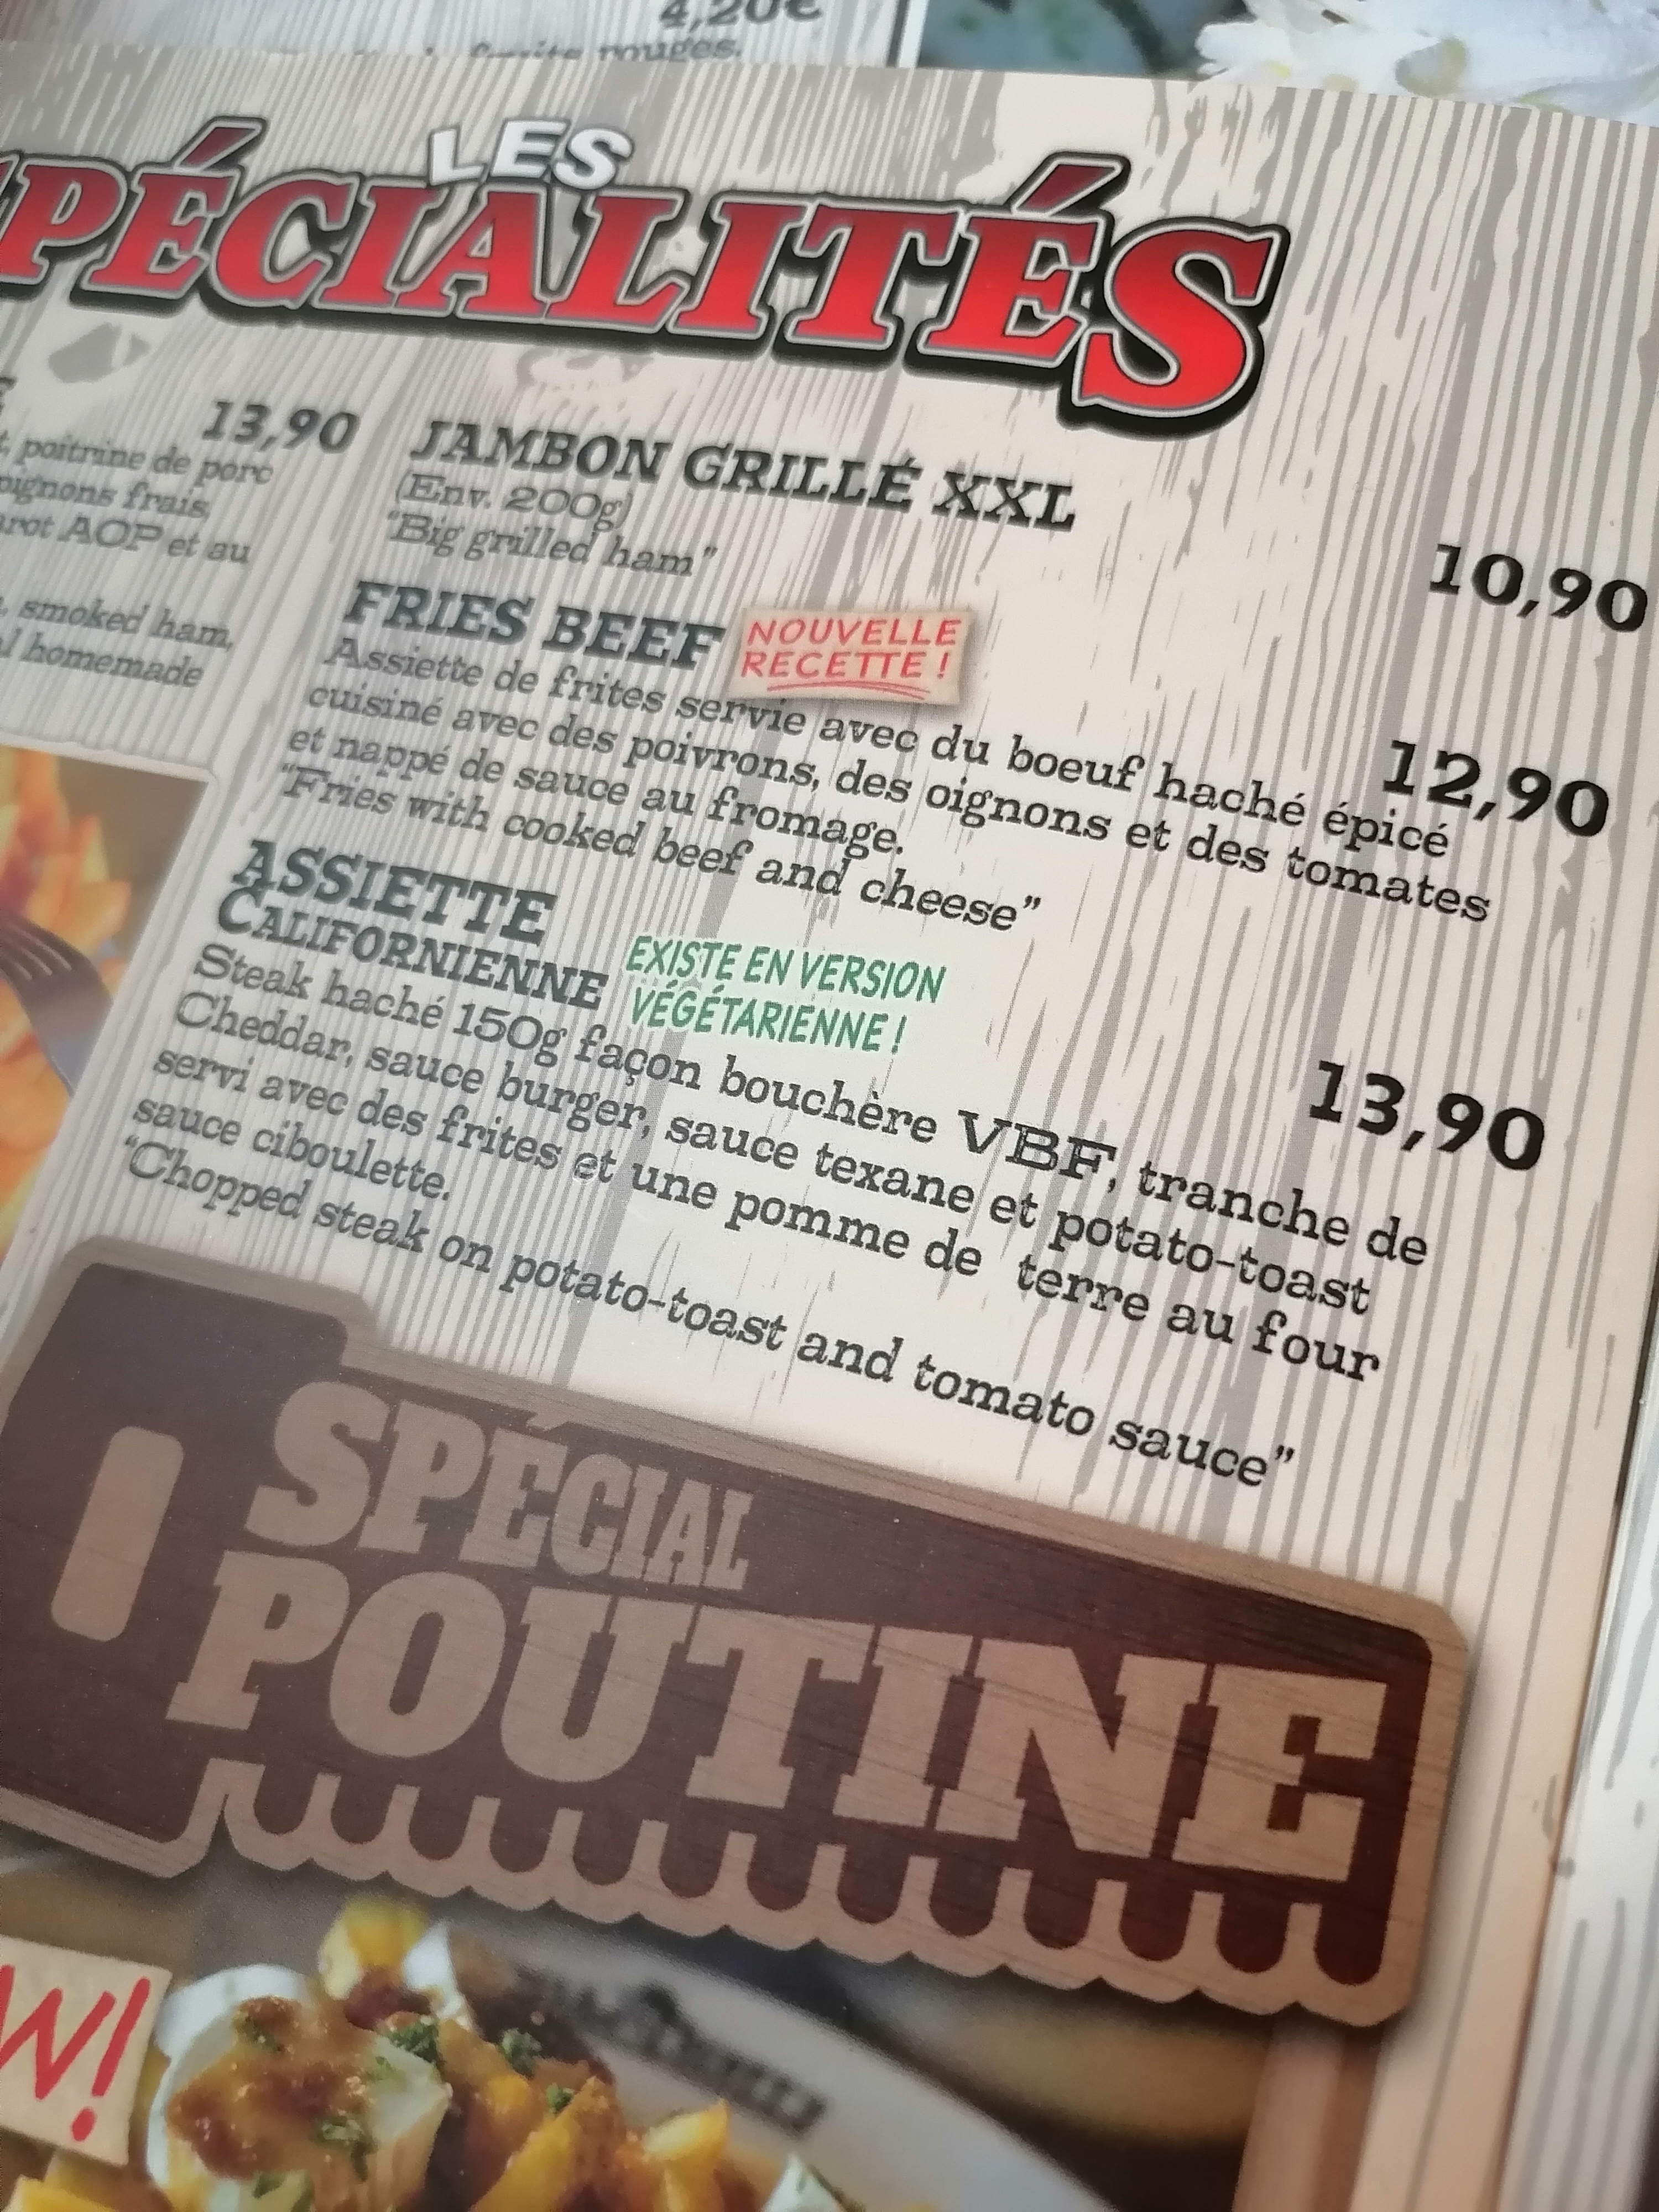 4,20€
rouges.
LES
SPÉCIALITÉS
13,90
poitrine de porc
oignons frais
AOP et au
smoked ham,
homemade
JAMBON GRILLÉ XXL
10,90
(Env. 200g)
"Big grilled ham"
FRIES BEEF
NOUVELLE
RECETTE !
12,90
Assiette de frites servie avec du boeuf haché épicé
cuisiné avec des poivrons, des oignons et des tomates
et nappé de sauce au fromage.
"Fries with cooked beef and cheese"
ASSIETTE
CALIFORNIENNE
EXISTE EN VERSION
VÉGÉTARIENNE !
13,90
Steak haché 150g façon bouchère VBF, tranche de
Cheddar, sauce burger, sauce texane et potato-toast
servi avec des frites et une pomme de terre au four
sauce ciboulette.
"Chopped steak on potato-toast and tomato sauce"
SPÉCIAL
POUTINE
W!